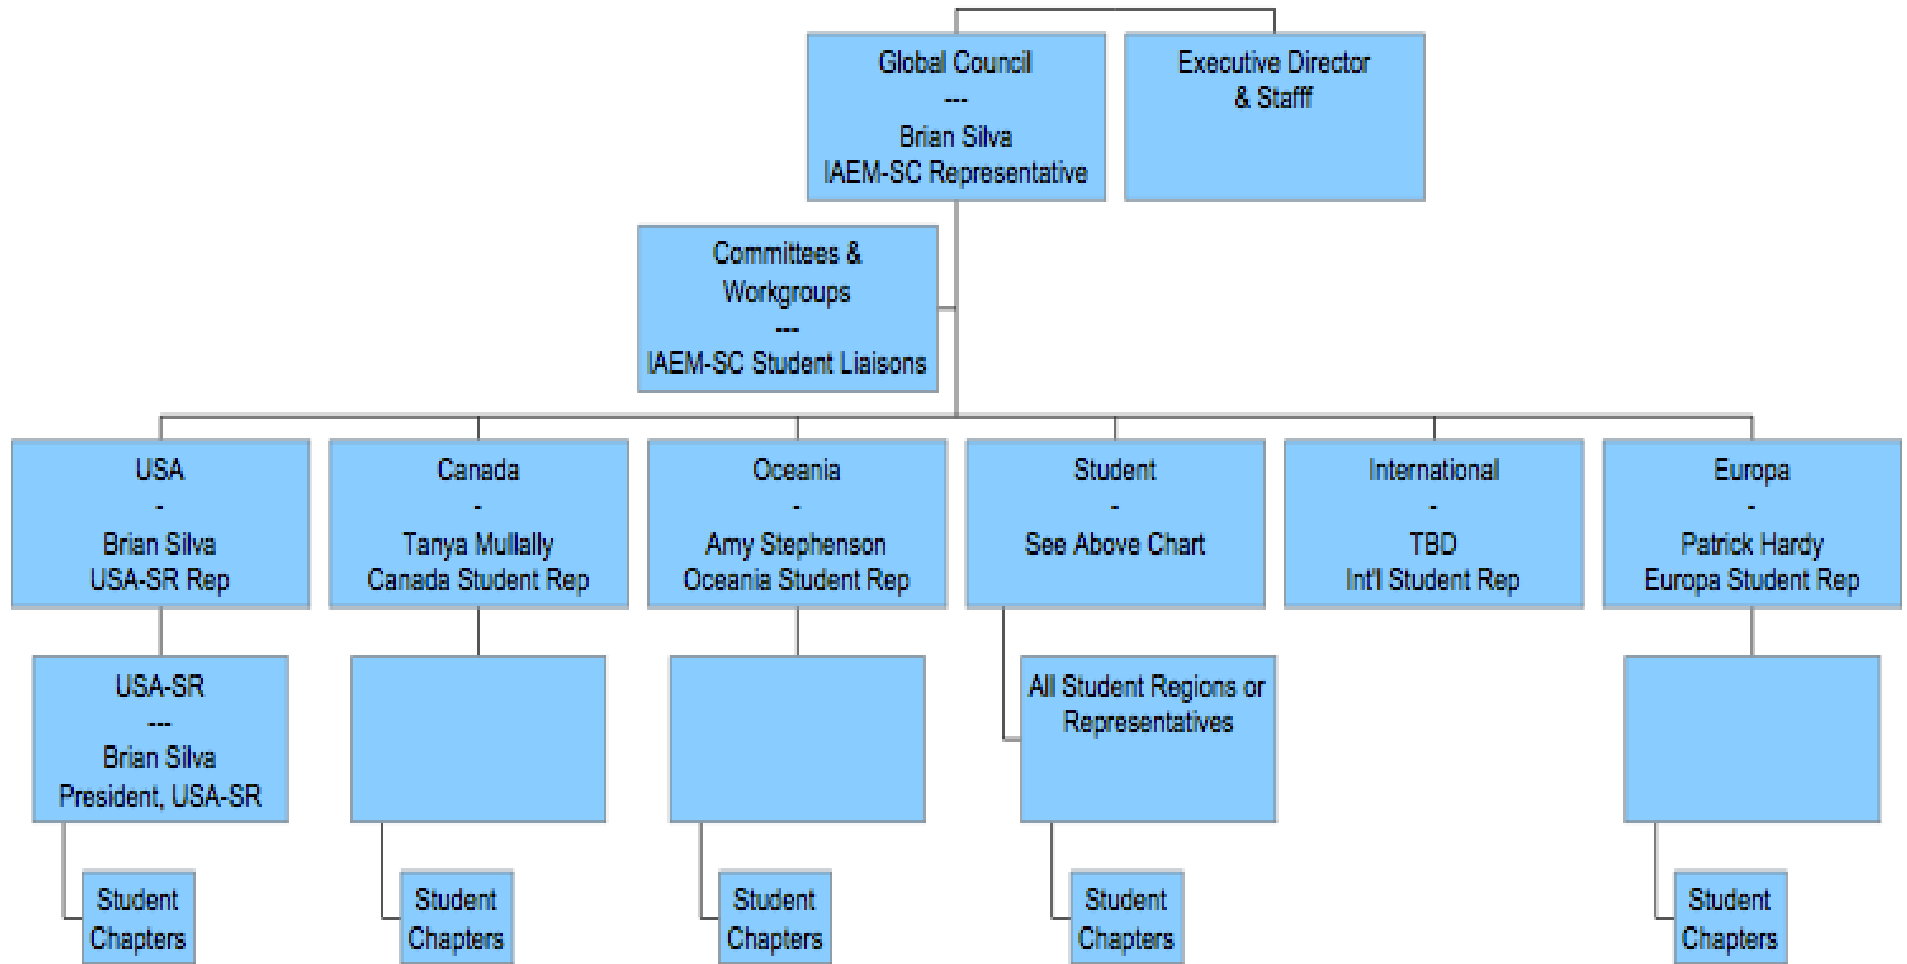 Global Council
---
Brian Silva
IAEM-SC Representative
Executive Director
& Stafff
Committees &
Workgroups
---
IAEM-SC Student Liaisons
USA
-
Brian Silva
USA-SR Rep
Canada
-
Tanya Mullally
Canada Student Rep
Oceania
-
Amy Stephenson
Oceania Student Rep
Student
-
See Above Chart
International
-
TBD
Int'l Student Rep
Europa
-
Patrick Hardy
Europa Student Rep
USA-SR
---
Brian Silva
President, USA-SR
All Student Regions or
Representatives
Student
Chapters
Student
Chapters
Student
Chapters
Student
Chapters
Student
Chapters